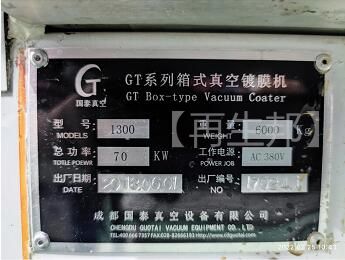 GT系列箱式真空镀膜机
GT Box-type Vacuum Coater
国泰真空
型 号 1300 重 量 6000 Kg
MODELS WEIGHT
【再生邦】
总功率 70 KW 工作电源 AC 380V
TOTLE POEWR POWER JOB
出厂日期 出厂编号
DATE NO
成都国泰真空设备有限公司
CHENGDU GUOTAI VACUUM EQUIPMENT CO.,LTD